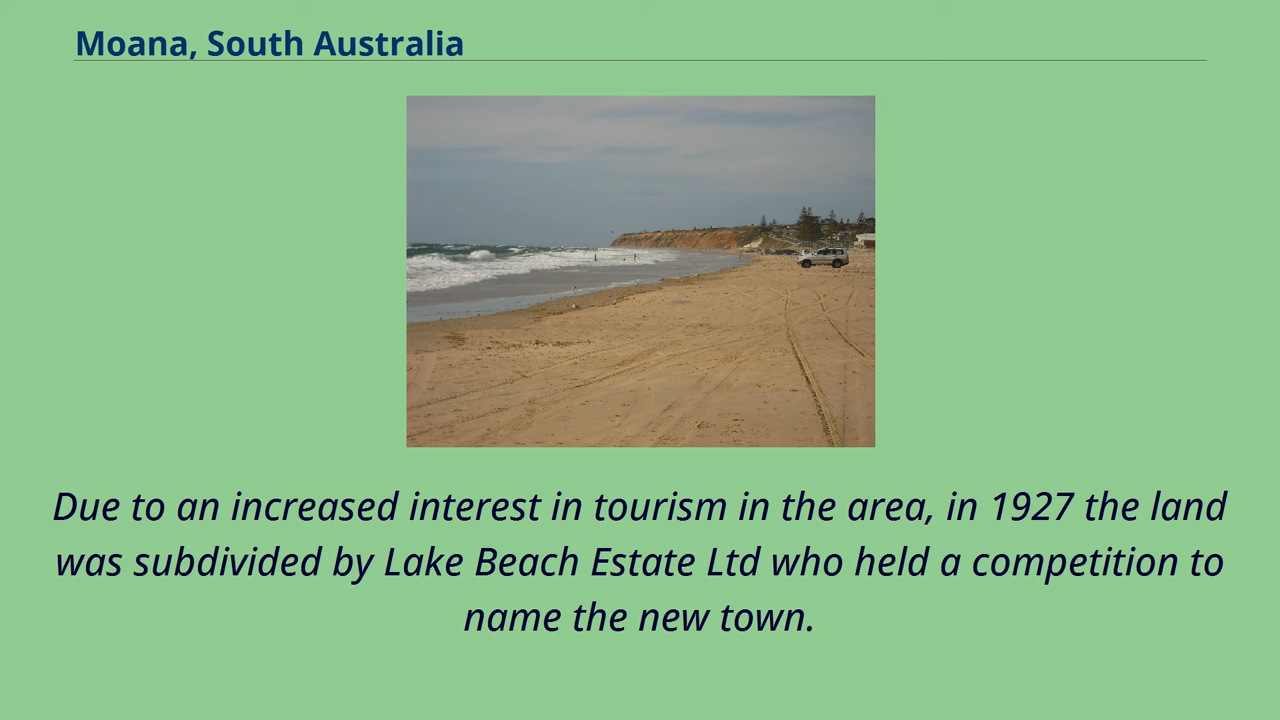 Moana, South Australia
Due to an increased interest in tourism in the area, in 1927 the land
was subdivided by Lake Beach Estate Ltd who held a competition to
name the new town.